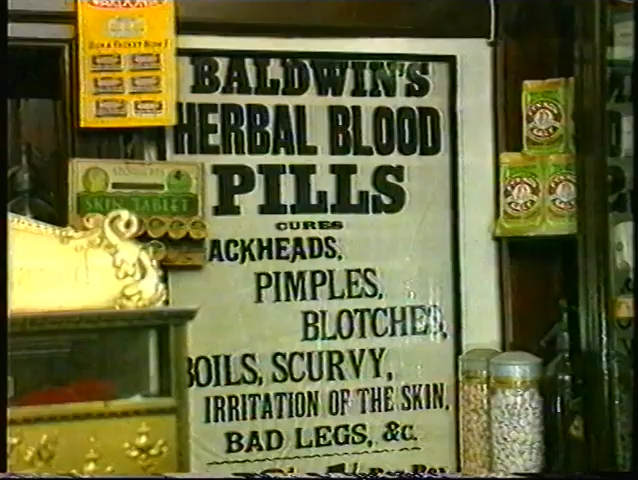 BALDWIN'S
HERBAL BLOOD
PILLS
CURES
ACKHEADS,
PIMPLES,
BLOTCHES,
BOILS, SCURVY,
IRRITATION OF THE SKIN,
BAD LEGS, &c.
SKIN TABLET